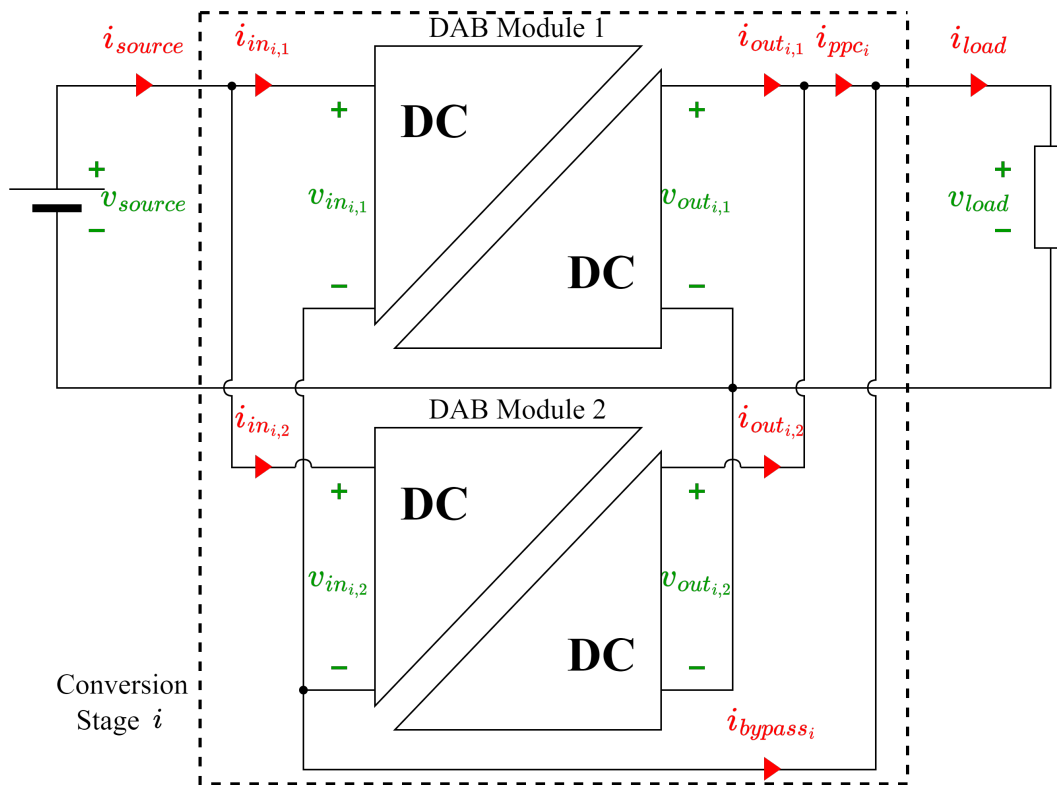 DAB Module 1
i_source
i_in_i,1
i_out_i,1
i_ppc_i
i_load
+
DC
+
+
v_source
−
v_in_i,1
v_out_i,1
+
v_load
−
−
DC
−
DAB Module 2
i_in_i,2
i_out_i,2
+
DC
+
v_in_i,2
v_out_i,2
−
DC
−
Conversion
Stage i
i_bypass_i